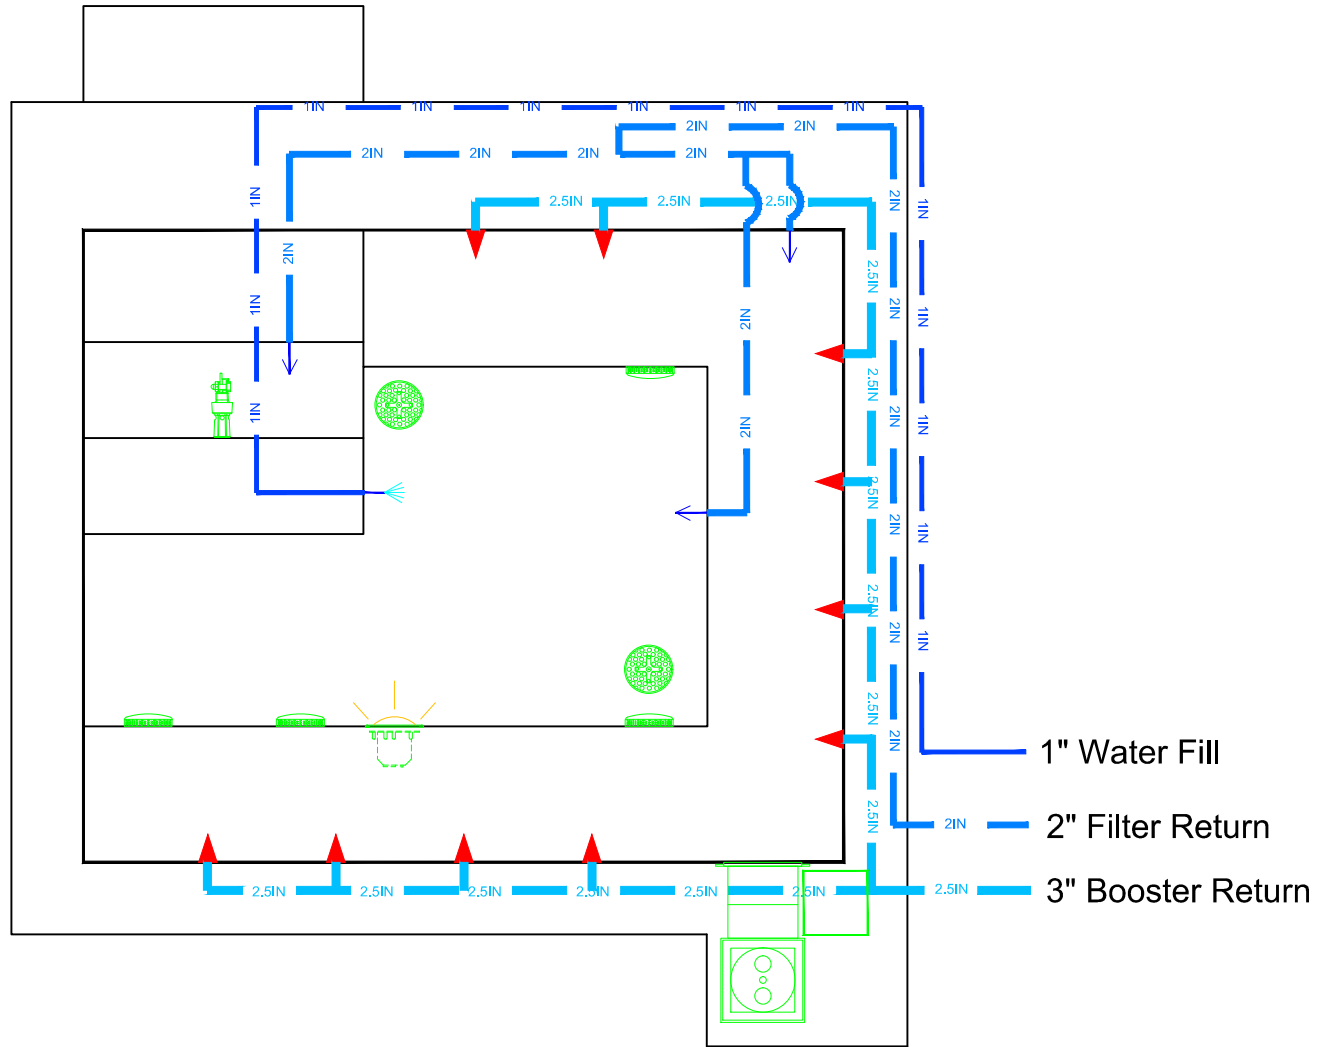 1IN 1IN 1IN 1IN 1IN 1IN
2IN 2IN
2IN 2IN 2IN 2IN
1IN 2IN 1IN
2.5IN 2.5IN 2.5IN
2IN
2.5IN
1IN 2IN 1IN
2IN
2.5IN
1IN 2IN 2IN 1IN
2.5IN
2IN 1IN
2.5IN
2IN 1IN
2.5IN
2IN
1" Water Fill
2.5IN
2IN
2" Filter Return
2.5IN 2.5IN 2.5IN 2.5IN 2.5IN 2.5IN 2.5IN
3" Booster Return